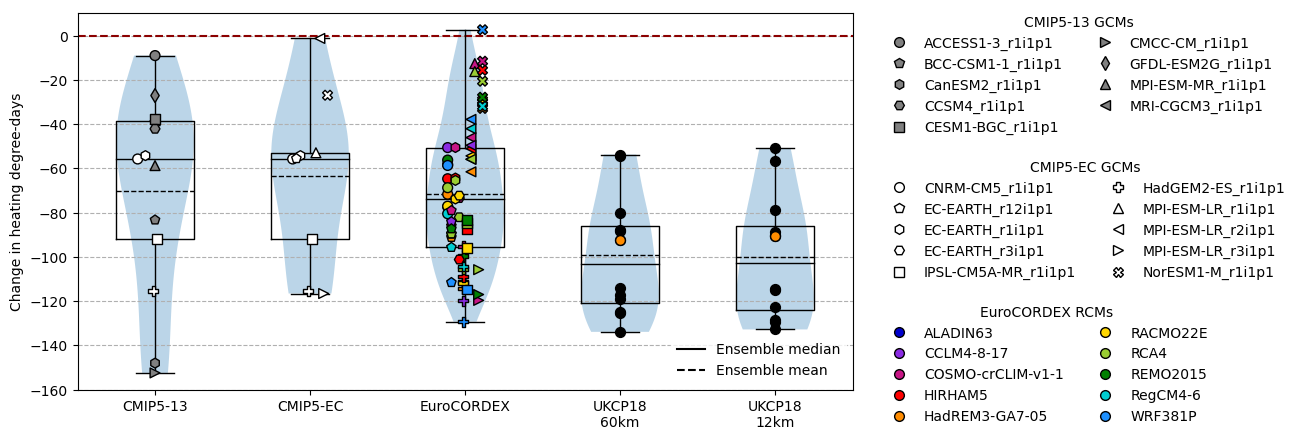 Change in heating degree-days
0
−20
−40
−60
−80
−100
−120
−140
−160
CMIP5-13
CMIP5-EC
EuroCORDEX
UKCP18
60km
UKCP18
12km
Ensemble median
Ensemble mean
CMIP5-13 GCMs
ACCESS1-3_r1i1p1
BCC-CSM1-1_r1i1p1
CanESM2_r1i1p1
CCSM4_r1i1p1
CESM1-BGC_r1i1p1
CMCC-CM_r1i1p1
GFDL-ESM2G_r1i1p1
MPI-ESM-MR_r1i1p1
MRI-CGCM3_r1i1p1
CMIP5-EC GCMs
CNRM-CM5_r1i1p1
EC-EARTH_r12i1p1
EC-EARTH_r1i1p1
EC-EARTH_r3i1p1
IPSL-CM5A-MR_r1i1p1
HadGEM2-ES_r1i1p1
MPI-ESM-LR_r1i1p1
MPI-ESM-LR_r2i1p1
MPI-ESM-LR_r3i1p1
NorESM1-M_r1i1p1
EuroCORDEX RCMs
ALADIN63
CCLM4-8-17
COSMO-crCLIM-v1-1
HIRHAM5
HadREM3-GA7-05
RACMO22E
RCA4
REMO2015
RegCM4-6
WRF381P